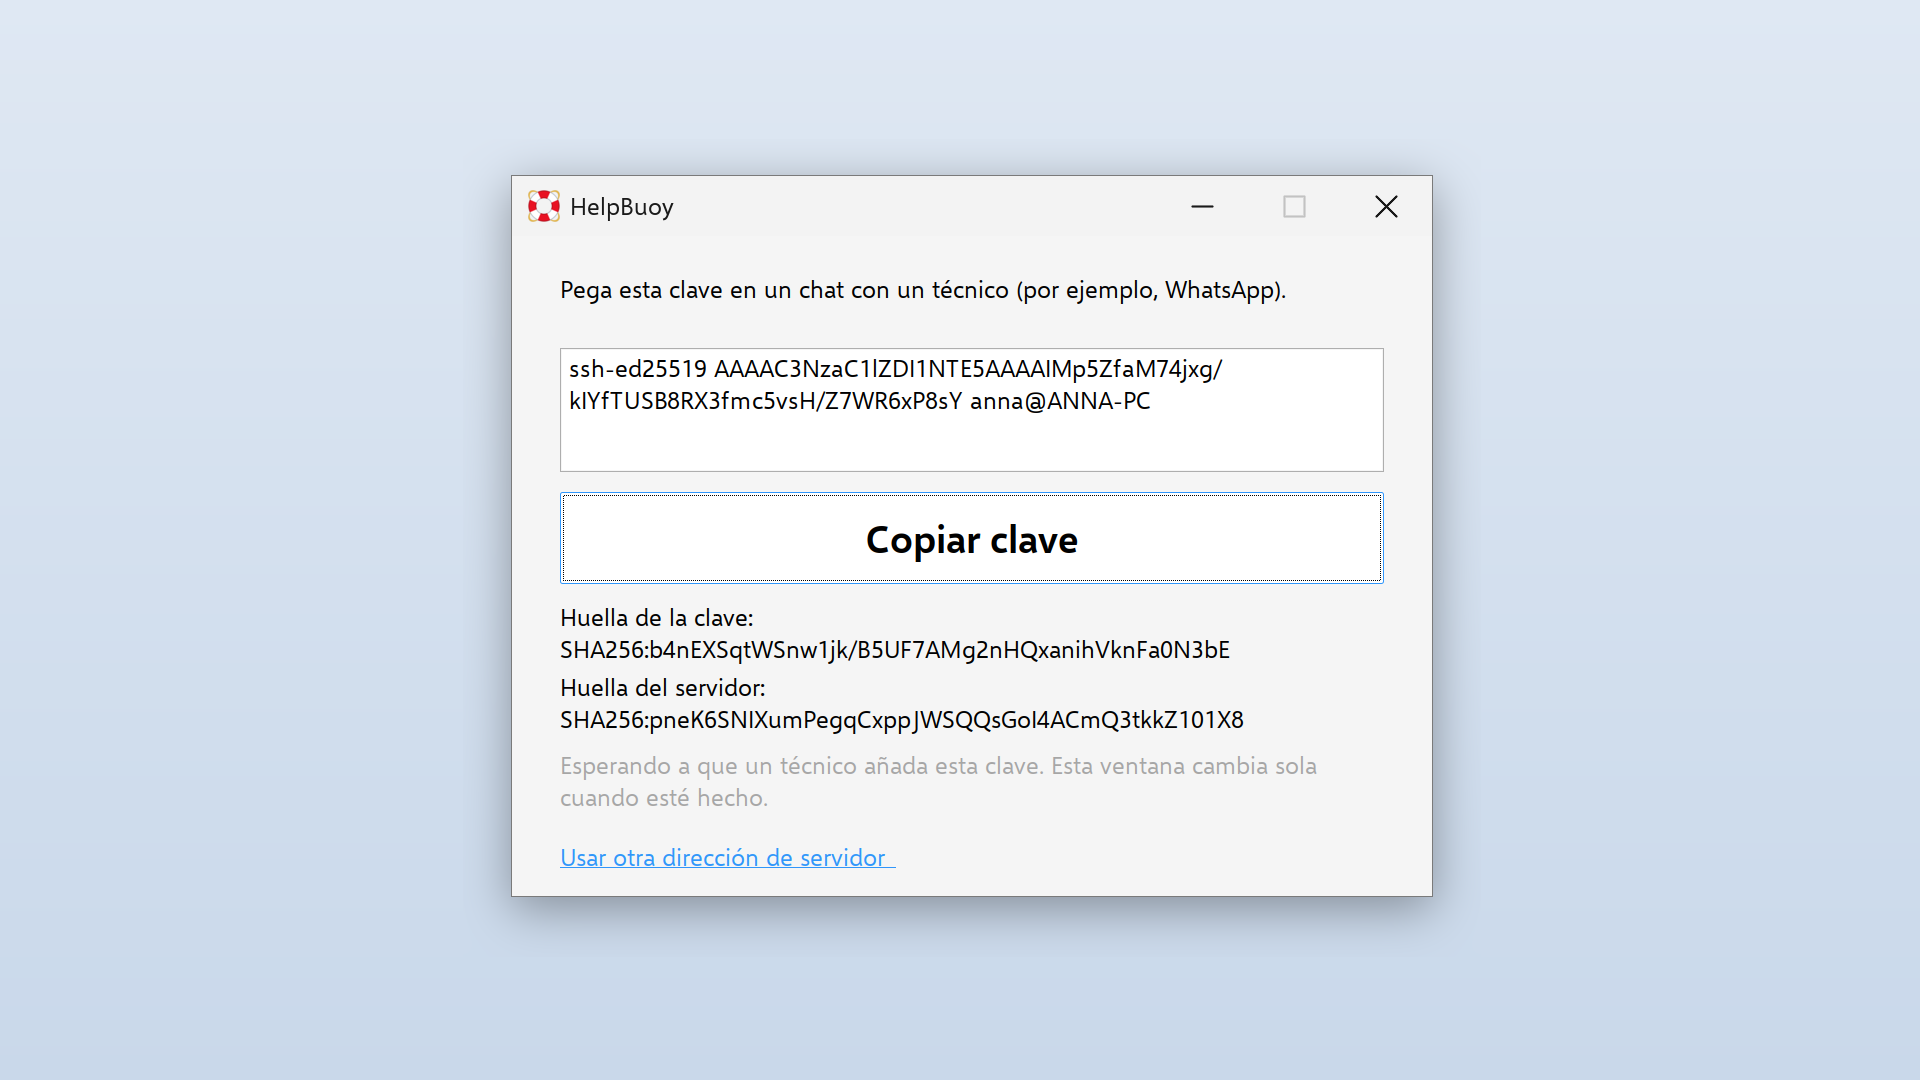 HelpBuoy
Pega esta clave en un chat con un técnico (por ejemplo, WhatsApp).
ssh-ed25519 AAAAC3NzaC1lZDI1NTE5AAAAIMp5ZfaM74jxg/
kIYfTUSB8RX3fmc5vsH/Z7WR6xP8sY anna@ANNA-PC
Copiar clave
Huella de la clave:
SHA256:b4nEXSqtWSnw1jk/B5UF7AMg2nHQxanihVknFa0N3bE
Huella del servidor:
SHA256:pneK6SNIXumPegqCxppJWSQQsGoI4ACmQ3tkkZ101X8
Esperando a que un técnico añada esta clave. Esta ventana cambia sola
cuando esté hecho.
Usar otra dirección de servidor